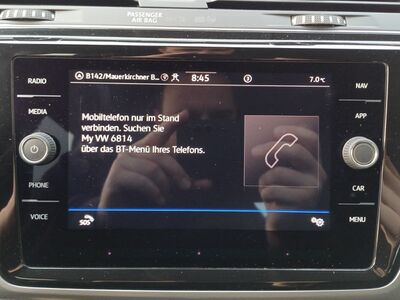 PASSENGER
AIR BAG
B142/Mauerkirchner B... 8:45 7.0°C
RADIO
MEDIA
PHONE
VOICE
Mobiltelefon nur im Stand
verbinden. Suchen Sie
My VW 6814
über das BT-Menü Ihres Telefons.
SOS
NAV
APP
CAR
MENU